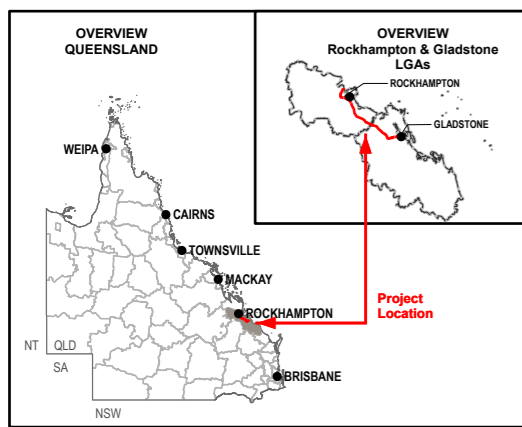 OVERVIEW
QUEENSLAND
OVERVIEW
Rockhampton & Gladstone
LGAs
ROCKHAMPTON
GLADSTONE
WEIPA
CAIRNS
TOWNSVILLE
MACKAY
ROCKHAMPTON
Project
Location
NT QLD
SA
BRISBANE
NSW